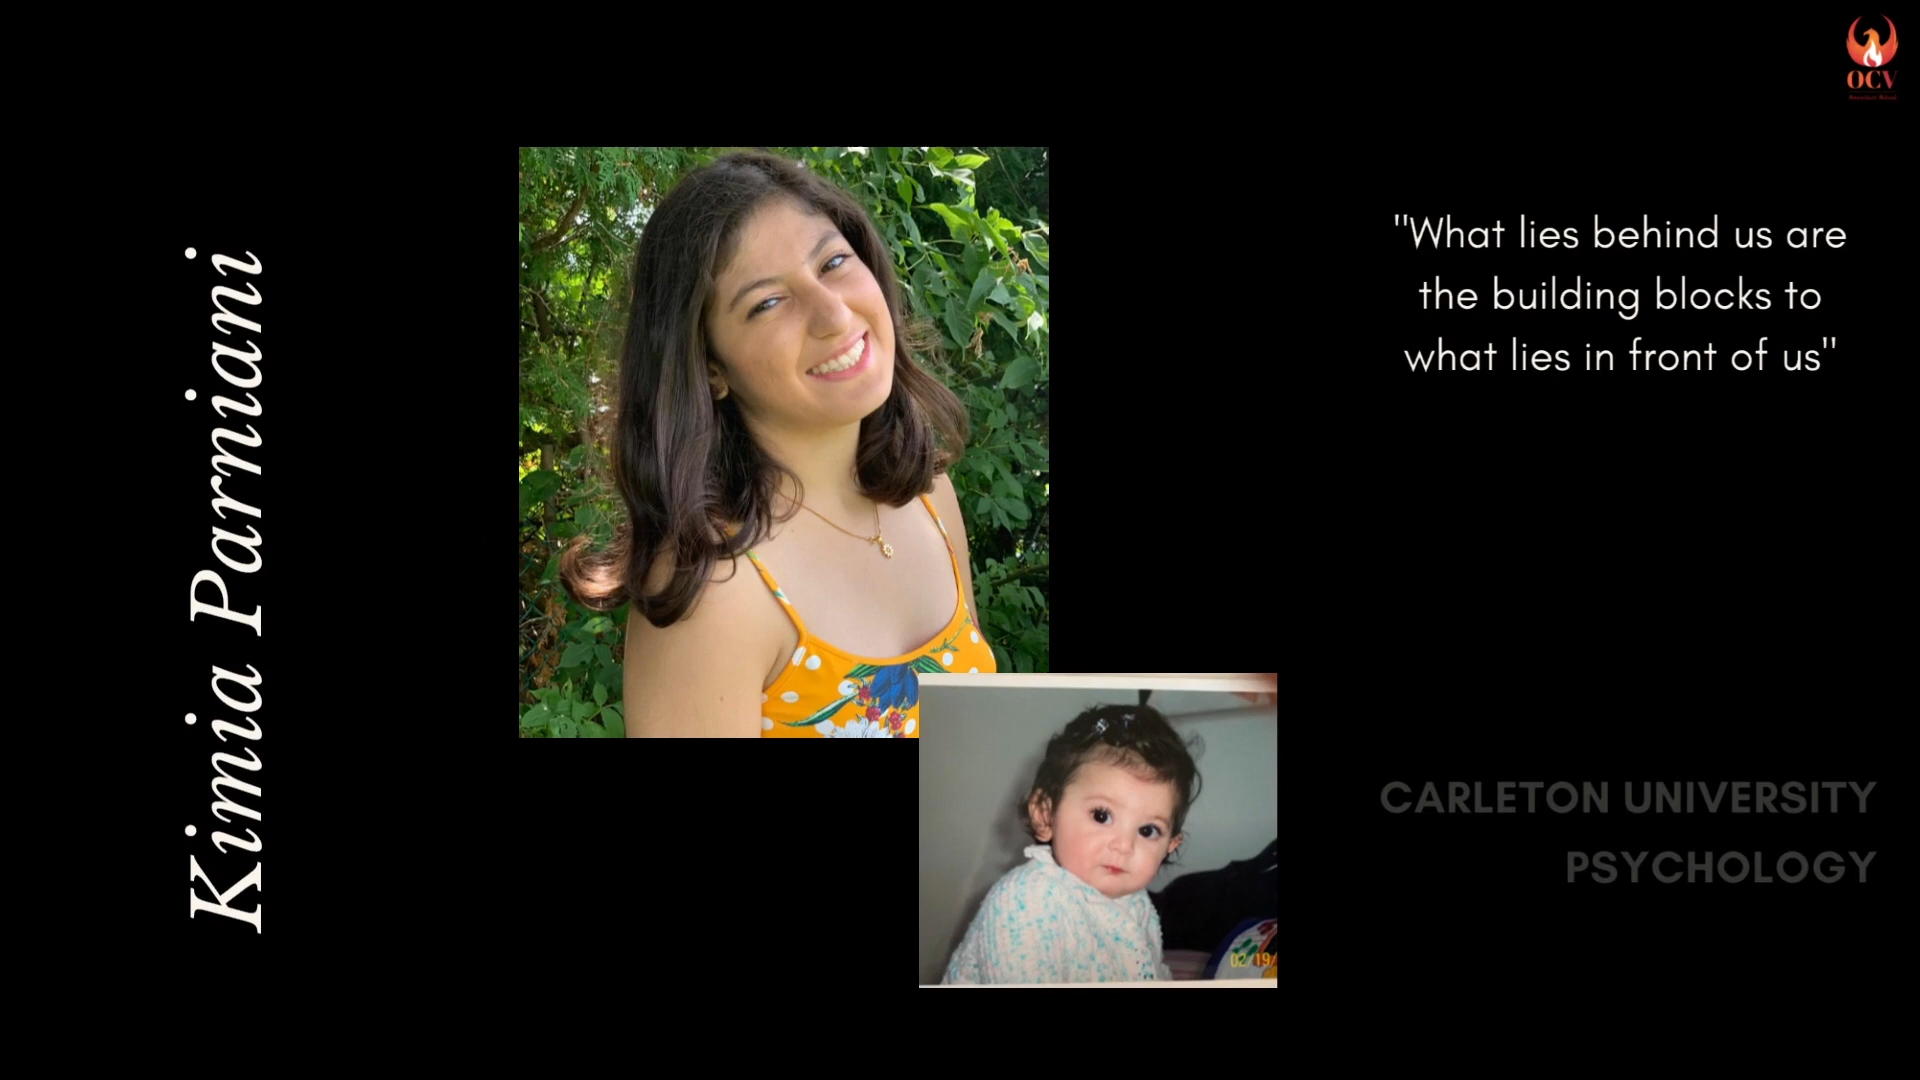 OCV
Kimia Parniani
"What lies behind us are
the building blocks to
what lies in front of us"
CARLETON UNIVERSITY
PSYCHOLOGY
02/19/